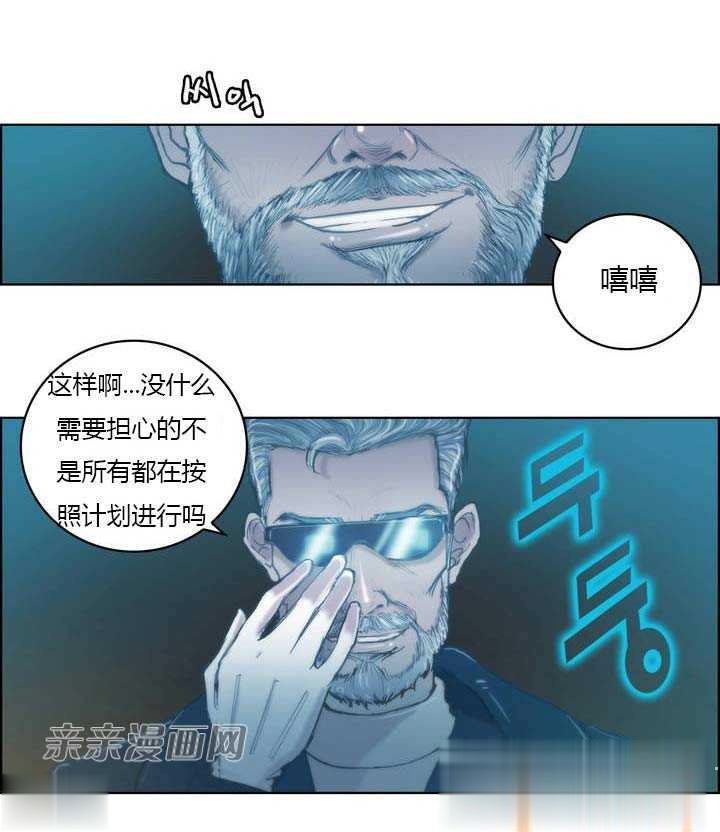 씨익
嘻嘻
这样啊...没什么
需要担心的不
是所有都在按
照计划进行吗
두둥
亲亲漫画网